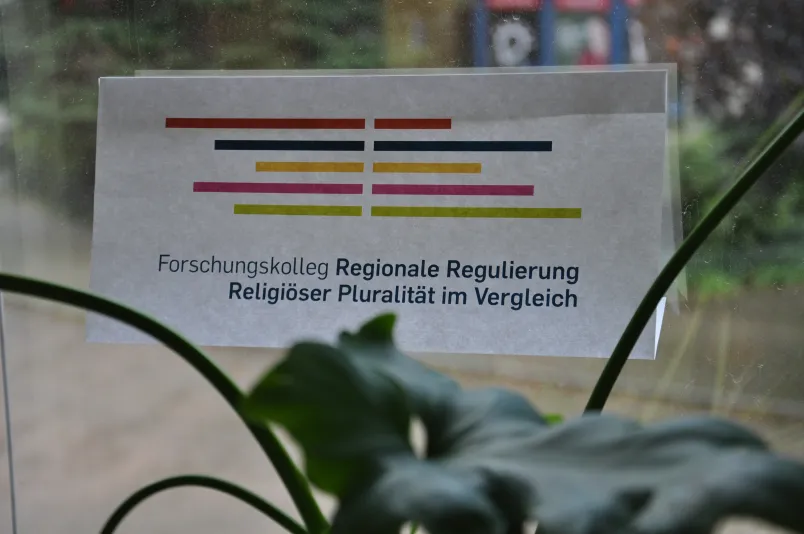 Forschungskolleg Regionale Regulierung
Religiöser Pluralität im Vergleich